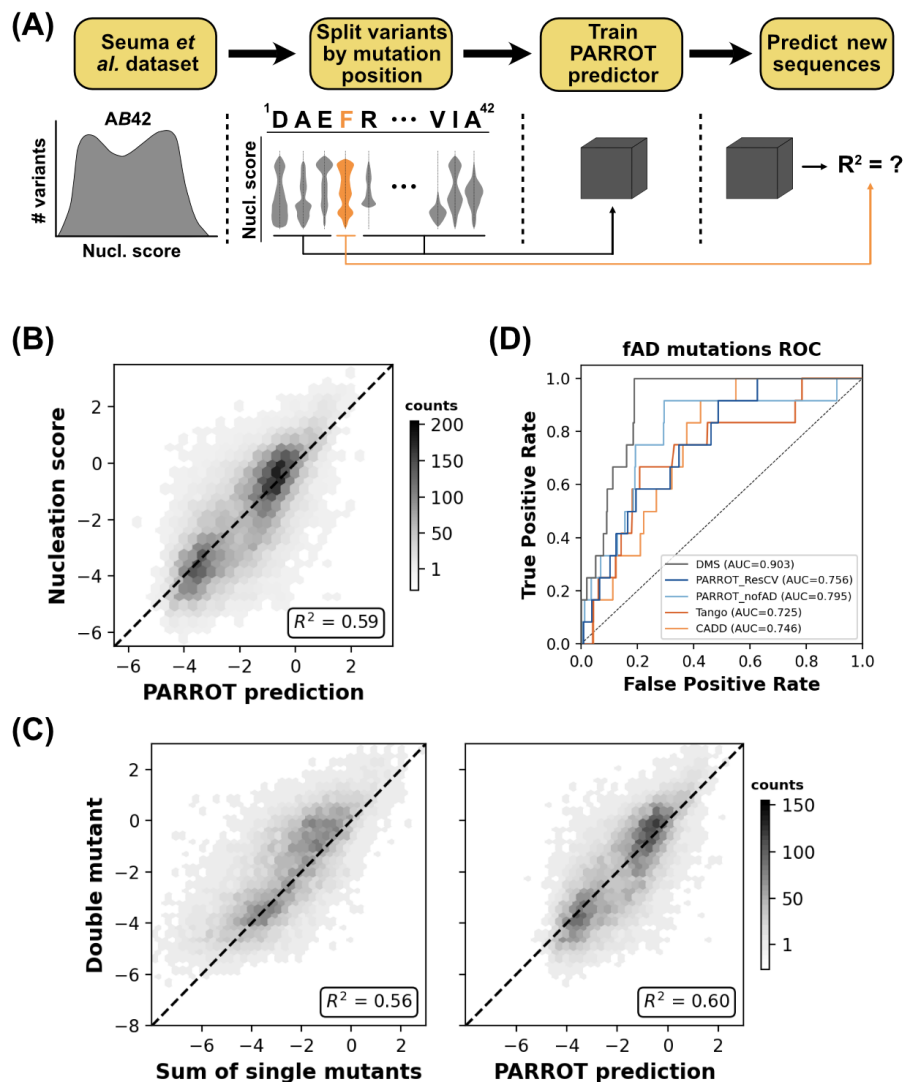 (A)
Seuma et
al. dataset
Split variants
by mutation
position
Train
PARROT
predictor
Predict new
sequences
AB42
# variants
Nucl. score
1 D A E F R ••• V I A 42
Nucl. score
•••
R² = ?
(B)
Nucleation score
2
0
−2
−4
−6
−6 −4 −2 0 2
PARROT prediction
R² = 0.59
counts
200
150
100
50
1
(D)
fAD mutations ROC
True Positive Rate
1.0
0.8
0.6
0.4
0.2
0.0
0.0 0.2 0.4 0.6 0.8 1.0
False Positive Rate
DMS (AUC=0.903)
PARROT_ResCV (AUC=0.756)
PARROT_nofAD (AUC=0.795)
Tango (AUC=0.725)
CADD (AUC=0.746)
(C)
Double mutant
2
0
−2
−4
−6
−8
−6 −4 −2 0 2
Sum of single mutants
R² = 0.56
−6 −4 −2 0 2
PARROT prediction
R² = 0.60
counts
150
100
50
1